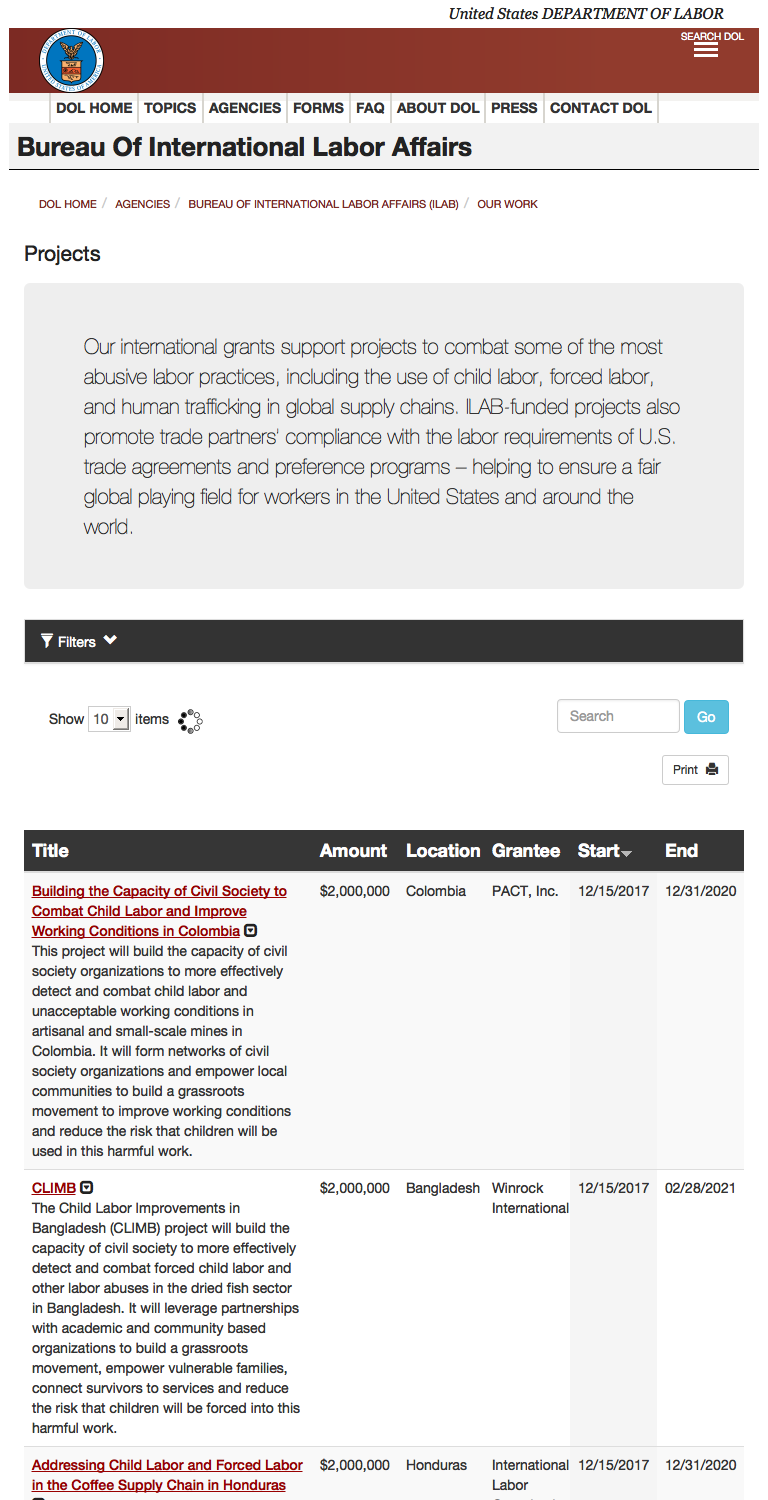 United States DEPARTMENT OF LABOR
SEARCH DOL
DOL HOME TOPICS AGENCIES FORMS FAQ ABOUT DOL PRESS CONTACT DOL
Bureau Of International Labor Affairs
DOL HOME / AGENCIES / BUREAU OF INTERNATIONAL LABOR AFFAIRS (ILAB) / OUR WORK
Projects
Our international grants support projects to combat some of the most
abusive labor practices, including the use of child labor, forced labor,
and human trafficking in global supply chains. ILAB-funded projects also
promote trade partners' compliance with the labor requirements of U.S.
trade agreements and preference programs – helping to ensure a fair
global playing field for workers in the United States and around the
world.
Filters
Show 10 items Search Go
Print
Title Amount Location Grantee Start End
Building the Capacity of Civil Society to $2,000,000 Colombia PACT, Inc. 12/15/2017 12/31/2020
Combat Child Labor and Improve
Working Conditions in Colombia
This project will build the capacity of civil
society organizations to more effectively
detect and combat child labor and
unacceptable working conditions in
artisanal and small-scale mines in
Colombia. It will form networks of civil
society organizations and empower local
communities to build a grassroots
movement to improve working conditions
and reduce the risk that children will be
used in this harmful work.
CLIMB $2,000,000 Bangladesh Winrock 12/15/2017 02/28/2021
The Child Labor Improvements in International
Bangladesh (CLIMB) project will build the
capacity of civil society to more effectively
detect and combat forced child labor and
other labor abuses in the dried fish sector
in Bangladesh. It will leverage partnerships
with academic and community based
organizations to build a grassroots
movement, empower vulnerable families,
connect survivors to services and reduce
the risk that children will be forced into this
harmful work.
Addressing Child Labor and Forced Labor $2,000,000 Honduras International 12/15/2017 12/31/2020
in the Coffee Supply Chain in Honduras Labor